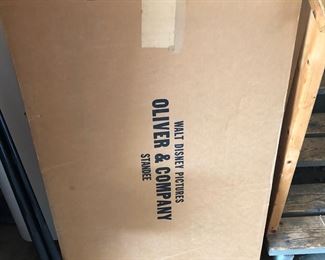 WALT DISNEY PICTURES
OLIVER & COMPANY
STANDEE